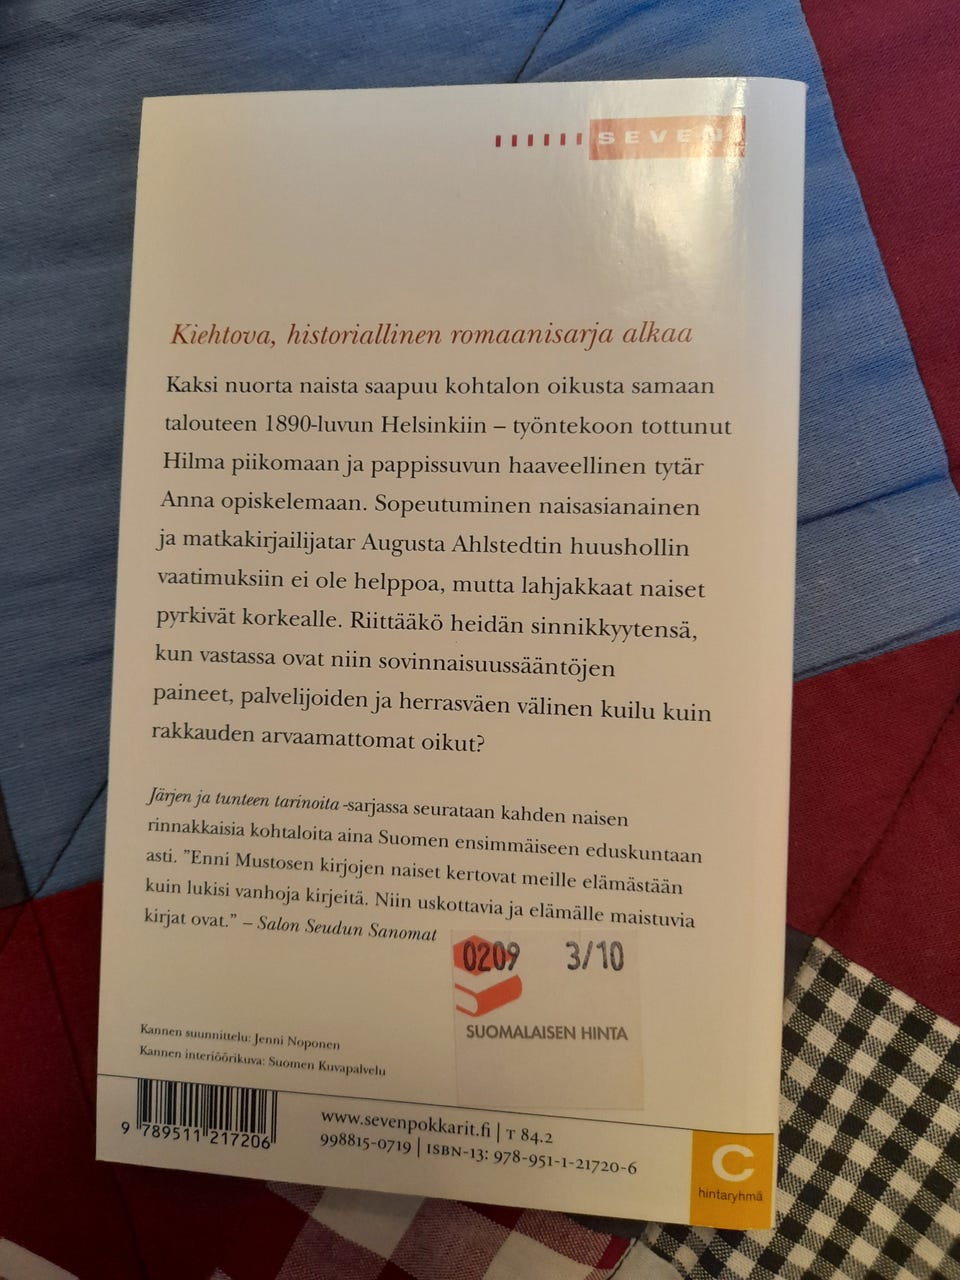 SEVEN
Kiehtova, historiallinen romaanisarja alkaa
Kaksi nuorta naista saapuu kohtalon oikusta samaan
talouteen 1890-luvun Helsinkiin – työntekoon tottunut
Hilma piikomaan ja pappissuvun haaveellinen tytär
Anna opiskelemaan. Sopeutuminen naisasianainen
ja matkakirjailijatar Augusta Ahlstedtin huushollin
vaatimuksiin ei ole helppoa, mutta lahjakkaat naiset
pyrkivät korkealle. Riittääkö heidän sinnikkyytensä,
kun vastassa ovat niin sovinnaisuussääntöjen
paineet, palvelijoiden ja herrasväen välinen kuilu kuin
rakkauden arvaamattomat oikut?
Järjen ja tunteen tarinoita -sarjassa seurataan kahden naisen
rinnakkaisia kohtaloita aina Suomen ensimmäiseen eduskuntaan
asti. ”Enni Mustosen kirjojen naiset kertovat meille elämästään
kuin lukisi vanhoja kirjeitä. Niin uskottavia ja elämälle maistuvia
kirjat ovat.” – Salon Seudun Sanomat
0209 3/10
SUOMALAISEN HINTA
Kannen suunnittelu: Jenni Noponen
Kannen interiöörikuva: Suomen Kuvapalvelu
9 789511 217206
www.sevenpokkarit.fi | T 84.2
998815-0719 | ISBN-13: 978-951-1-21720-6
C
hintaryhmä